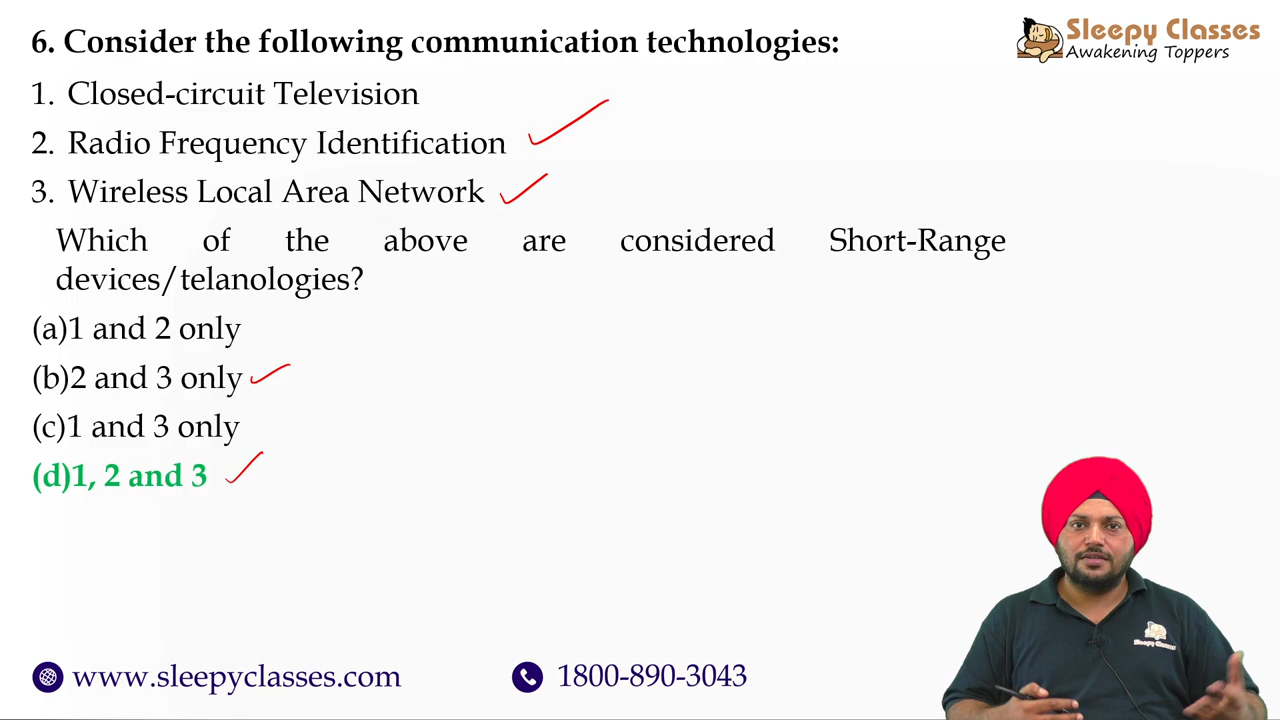 6. Consider the following communication technologies:
Sleepy Classes
Awakening Toppers
1. Closed-circuit Television
2. Radio Frequency Identification
3. Wireless Local Area Network
Which of the above are considered Short-Range
devices/telanologies?
(a)1 and 2 only
(b)2 and 3 only
(c)1 and 3 only
(d)1, 2 and 3
Sleepy Classes
www.sleepyclasses.com
1800-890-3043